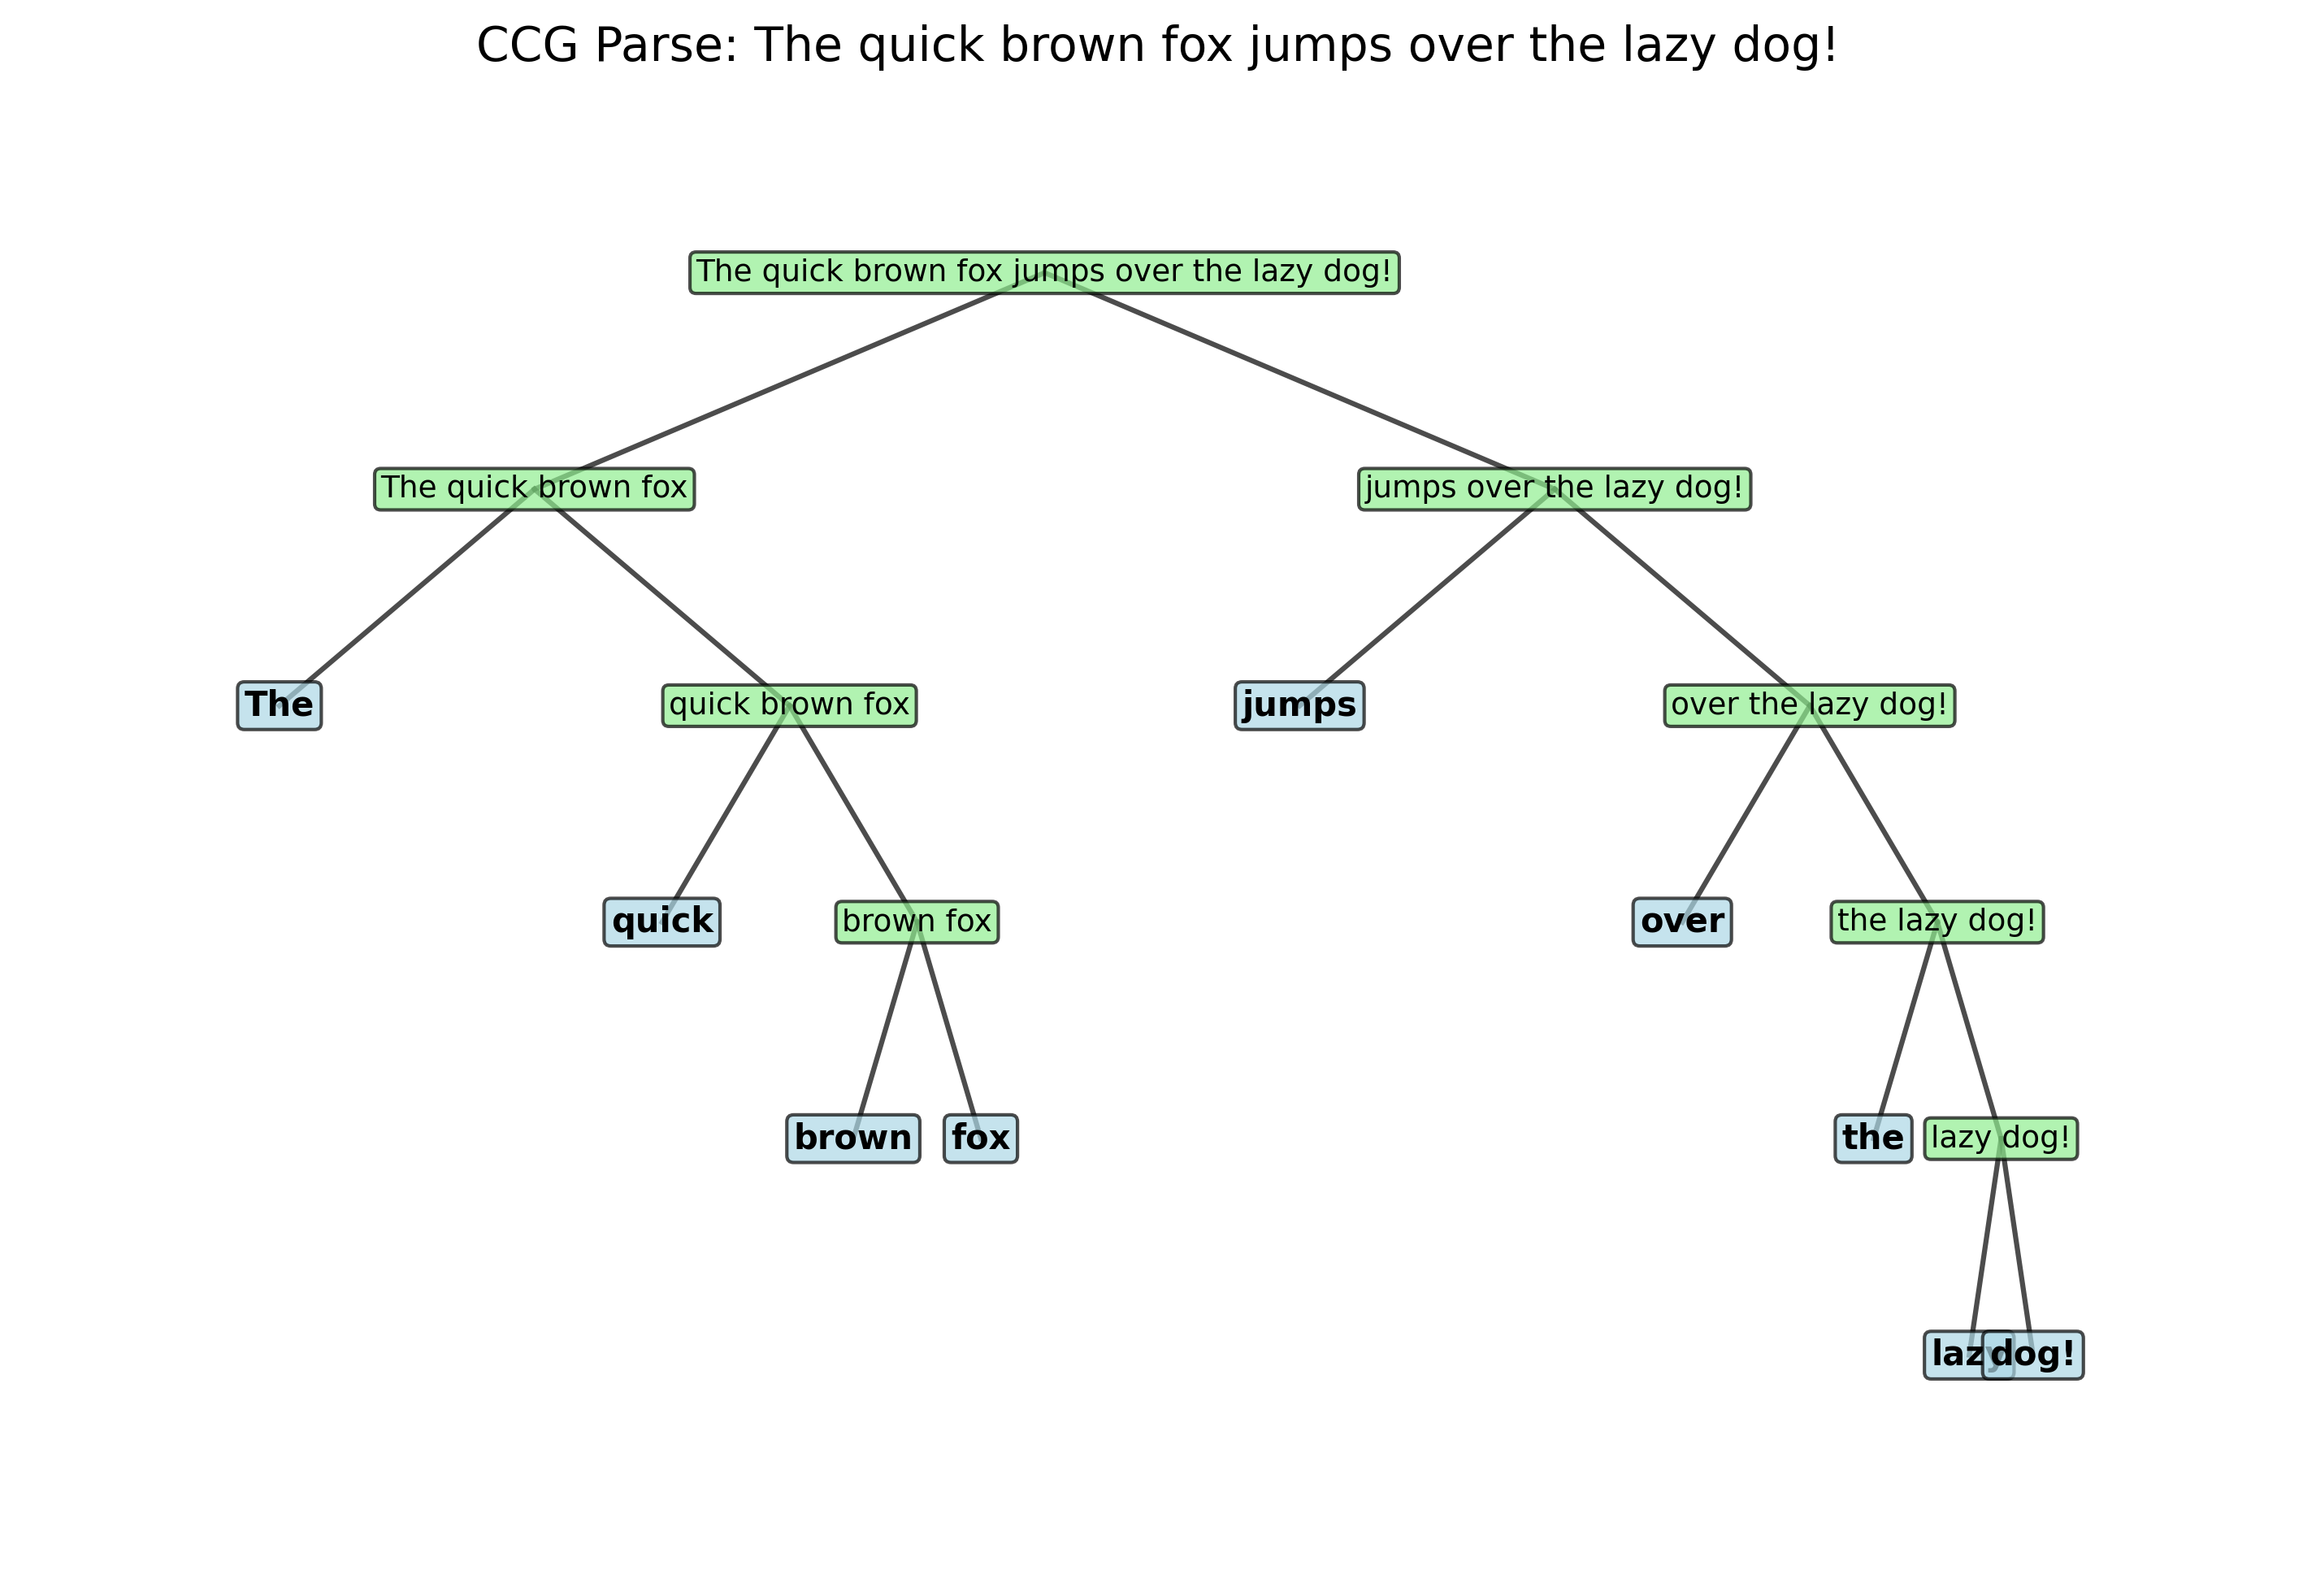 CCG Parse: The quick brown fox jumps over the lazy dog!
The quick brown fox jumps over the lazy dog!
The quick brown fox
jumps over the lazy dog!
The
quick brown fox
jumps
over the lazy dog!
quick
brown fox
over
the lazy dog!
brown
fox
the
lazy dog!
lazy
dog!